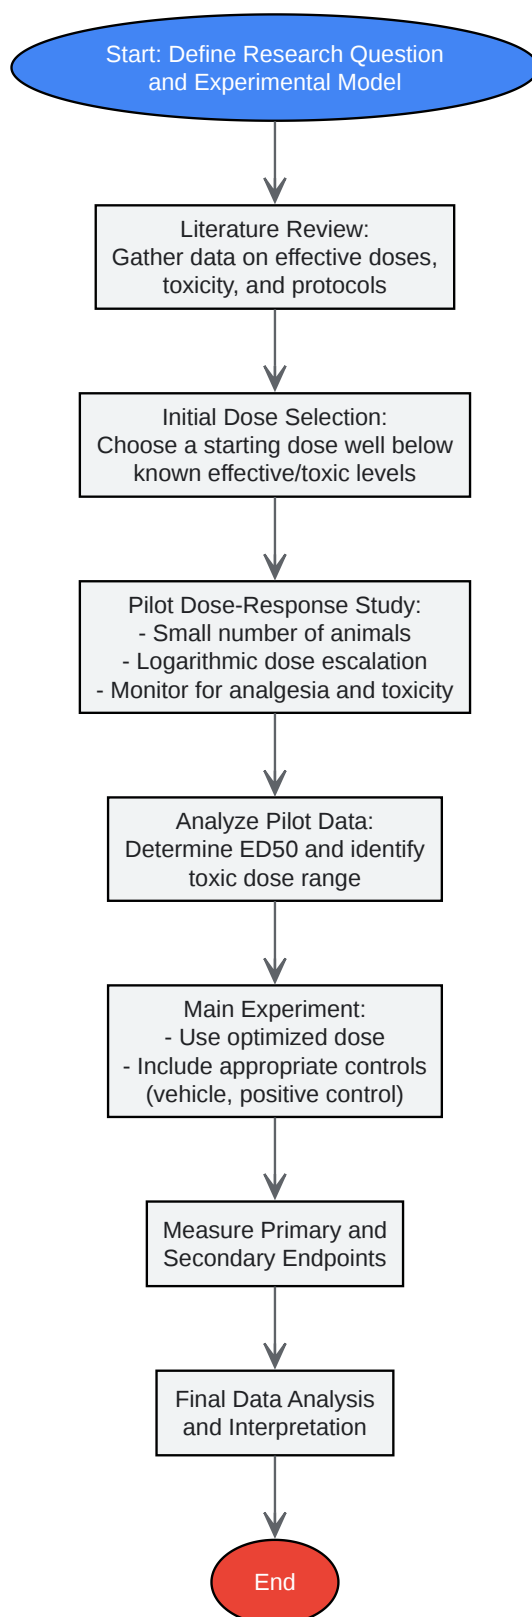 Start: Define Research Question
and Experimental Model
Literature Review:
Gather data on effective doses,
toxicity, and protocols
Initial Dose Selection:
Choose a starting dose well below
known effective/toxic levels
Pilot Dose-Response Study:
- Small number of animals
- Logarithmic dose escalation
- Monitor for analgesia and toxicity
Analyze Pilot Data:
Determine ED50 and identify
toxic dose range
Main Experiment:
- Use optimized dose
- Include appropriate controls
(vehicle, positive control)
Measure Primary and
Secondary Endpoints
Final Data Analysis
and Interpretation
End